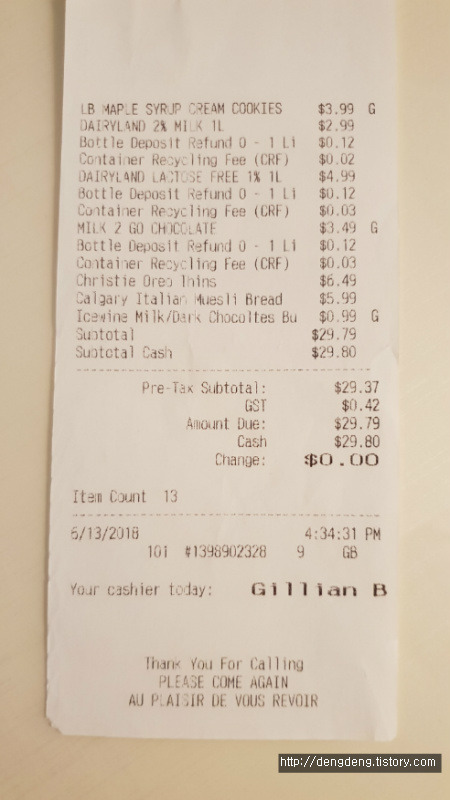 LB MAPLE SYRUP CREAM COOKIES $3.99 G
DAIRYLAND 2% MILK 1L $2.99
Bottle Deposit Refund 0 - 1 Li $0.12
Container Recycling Fee (CRF) $0.02
DAIRYLAND LACTOSE FREE 1% 1L $4.99
Bottle Deposit Refund 0 - 1 Li $0.12
Container Recycling Fee (CRF) $0.03
MILK 2 GO CHOCOLATE $3.49 G
Bottle Deposit Refund 0 - 1 Li $0.12
Container Recycling Fee (CRF) $0.03
Christie Oreo Thins $6.49
Calgary Italian Muesli Bread $5.99
Icewine Milk/Dark Chocoltes Bu $0.99 G
Subtotal $29.79
Subtotal Cash $29.80
Pre-Tax Subtotal: $29.37
GST $0.42
Amount Due: $29.79
Cash $29.80
Change: $0.00
Item Count 13
6/13/2018 4:34:31 PM
101 #1398902328 9 GB
Your cashier today: Gillian B
Thank You For Calling
PLEASE COME AGAIN
AU PLAISIR DE VOUS REVOIR
http://dengdeng.tistory.com